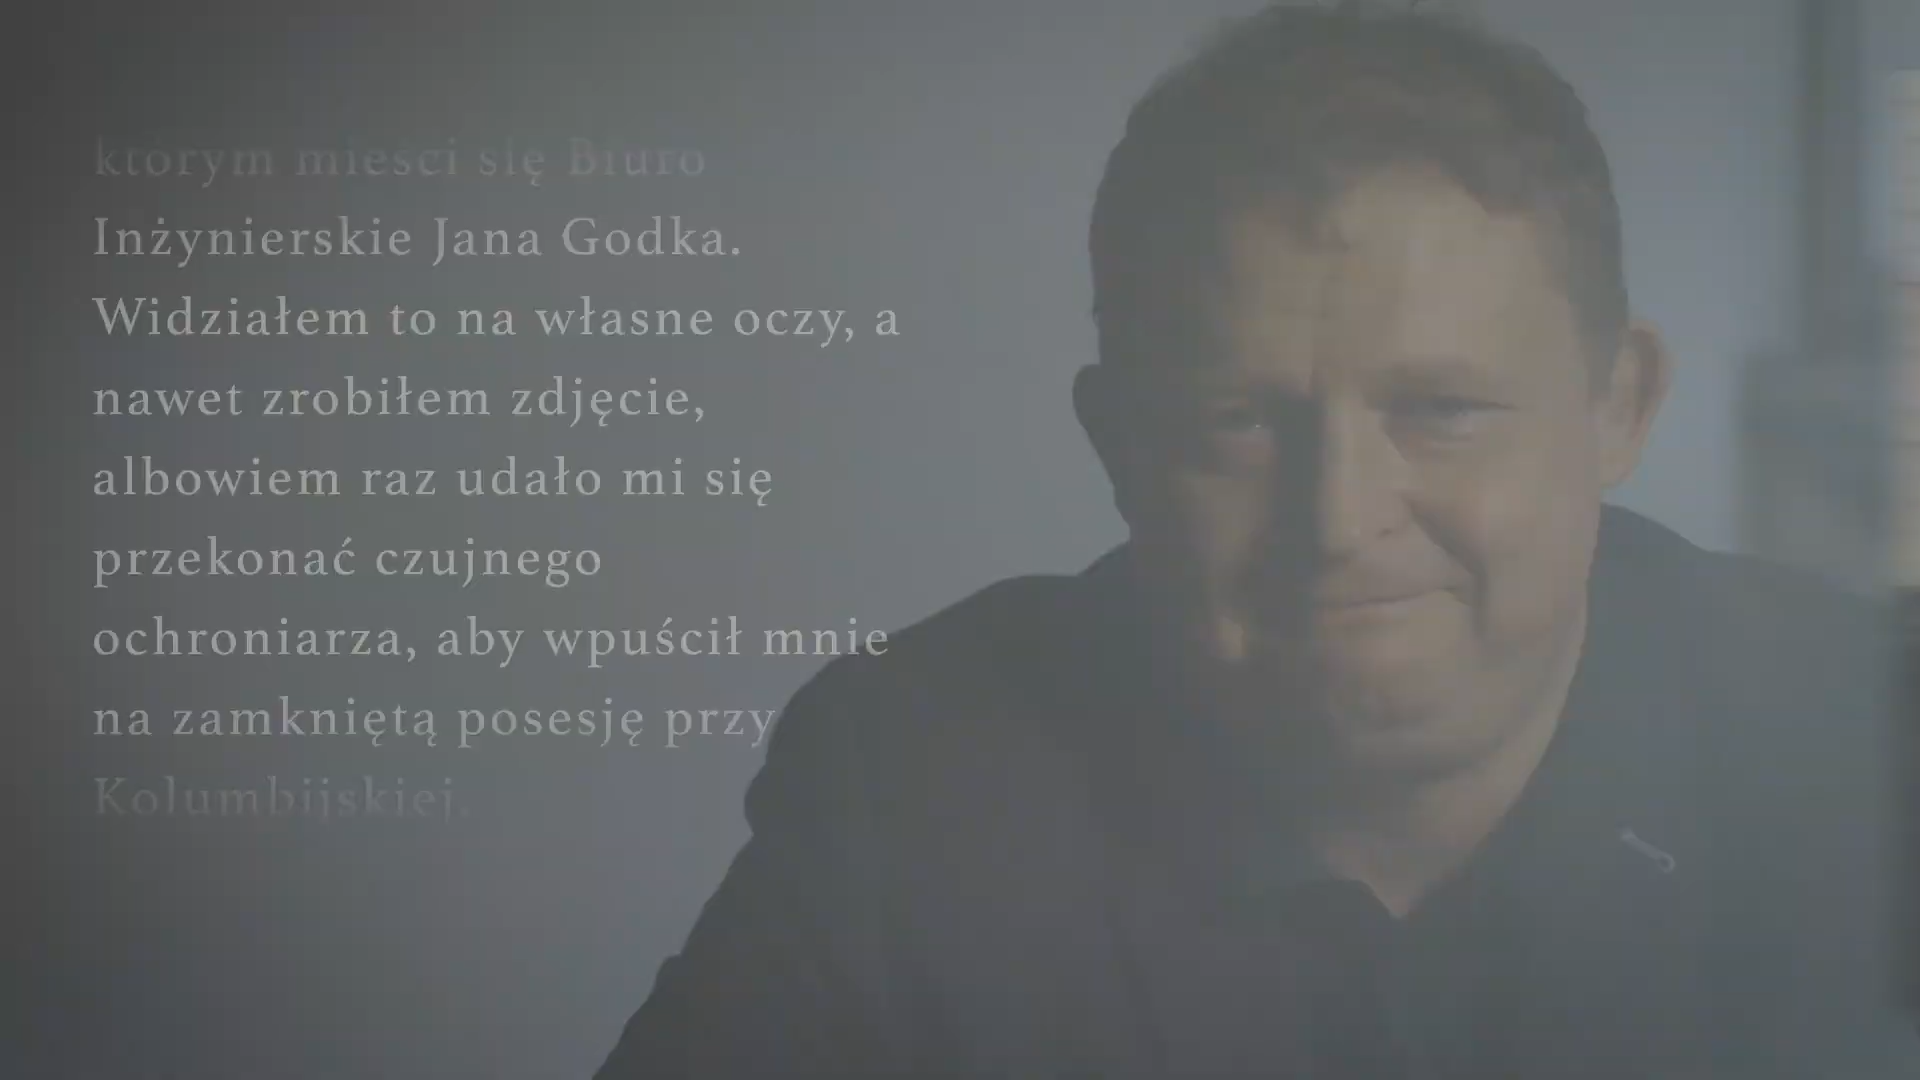 którym mieści się Biuro
Inżynierskie Jana Godka.
Widziałem to na własne oczy, a
nawet zrobiłem zdjęcie,
albowiem raz udało mi się
przekonać czujnego
ochroniarza, aby wpuścił mnie
na zamkniętą posesję przy
Kolumbijskiej.